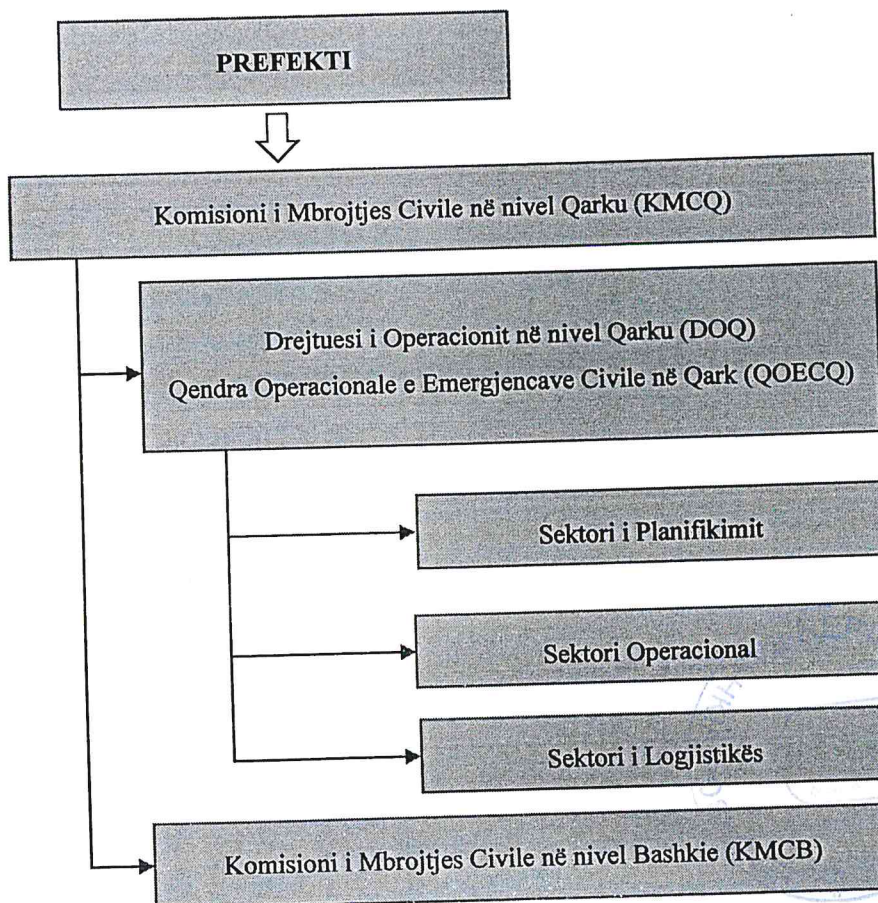 PREFEKTI
Komisioni i Mbrojtjes Civile në nivel Qarku (KMCQ)
Drejtuesi i Operacionit në nivel Qarku (DOQ)
Qendra Operacionale e Emergjencave Civile në Qark (QOECQ)
Sektori i Planifikimit
Sektori Operacional
Sektori i Logjistikës
Komisioni i Mbrojtjes Civile në nivel Bashkie (KMCB)